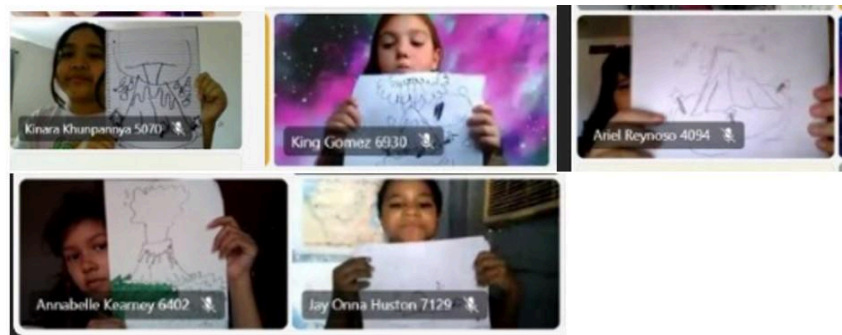 Kinara Khunpannya 5070
King Gomez 6930
Ariel Reynoso 4094
Annabelle Kearney 6402
Jay Onna Huston 7129